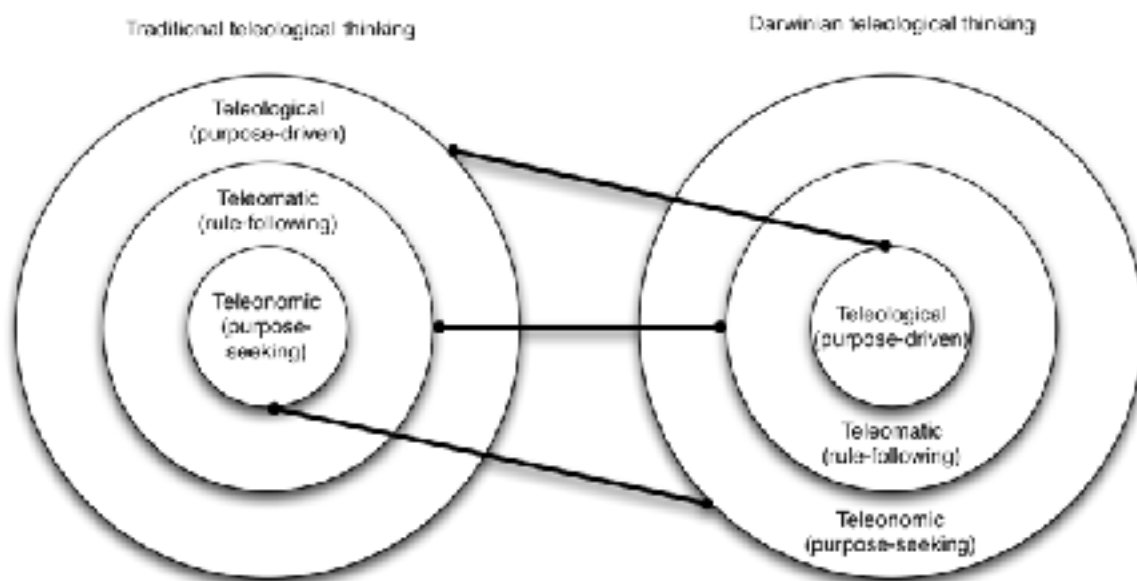 Traditional teleological thinking
Darwinian teleological thinking
Teleological
(purpose-driven)
Teleomatic
(rule-following)
Teleonomic
(purpose-
seeking)
Teleological
(purpose-driven)
Teleomatic
(rule-following)
Teleonomic
(purpose-seeking)